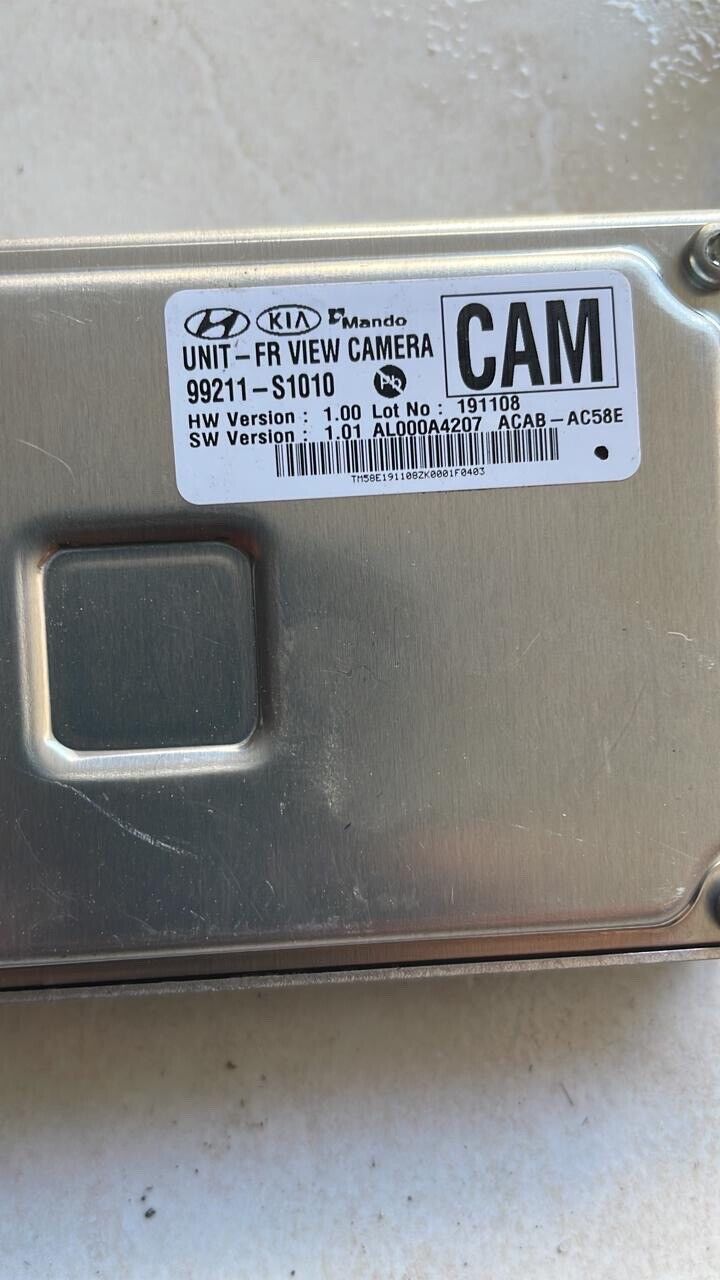 KIA Mando
CAM
UNIT-FR VIEW CAMERA
99211-S1010 Pb
HW Version : 1.00 Lot No : 191108
SW Version : 1.01 AL000A4207 ACAB-AC58E
TM58E191108ZK0001F0403